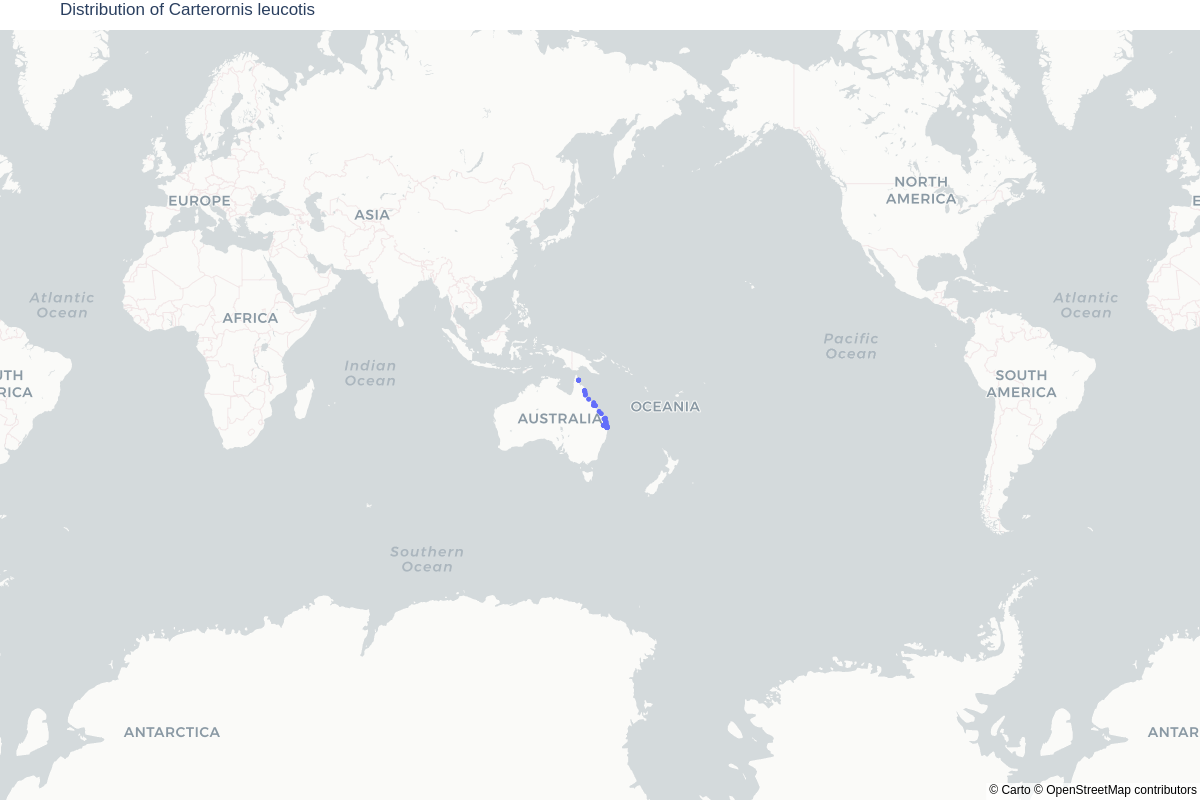 Distribution of Carterornis leucotis
EUROPE
ASIA
NORTH
AMERICA
E
Atlantic
Ocean
AFRICA
Atlantic
Ocean
Pacific
Ocean
Indian
Ocean
UTH
RICA
SOUTH
AMERICA
AUSTRALIA
OCEANIA
Southern
Ocean
ANTARCTICA
ANTAR
© Carto © OpenStreetMap contributors